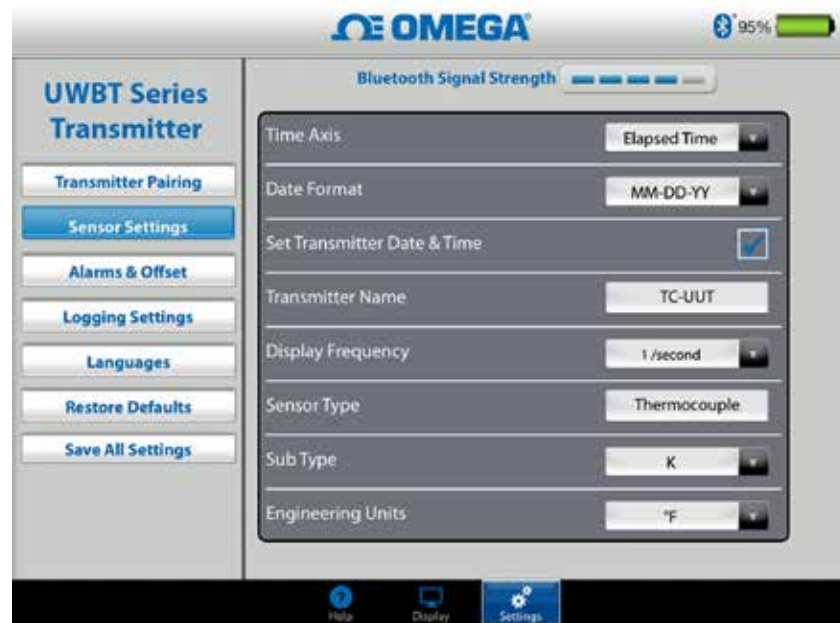 OMEGA
95%
UWBT Series
Transmitter
Transmitter Pairing
Sensor Settings
Alarms & Offset
Logging Settings
Languages
Restore Defaults
Save All Settings
Bluetooth Signal Strength
Time Axis
Elapsed Time
Date Format
MM-DD-YY
Set Transmitter Date & Time
Transmitter Name
TC-UUT
Display Frequency
1 /second
Sensor Type
Thermocouple
Sub Type
K
Engineering Units
°F
Help
Display
Settings